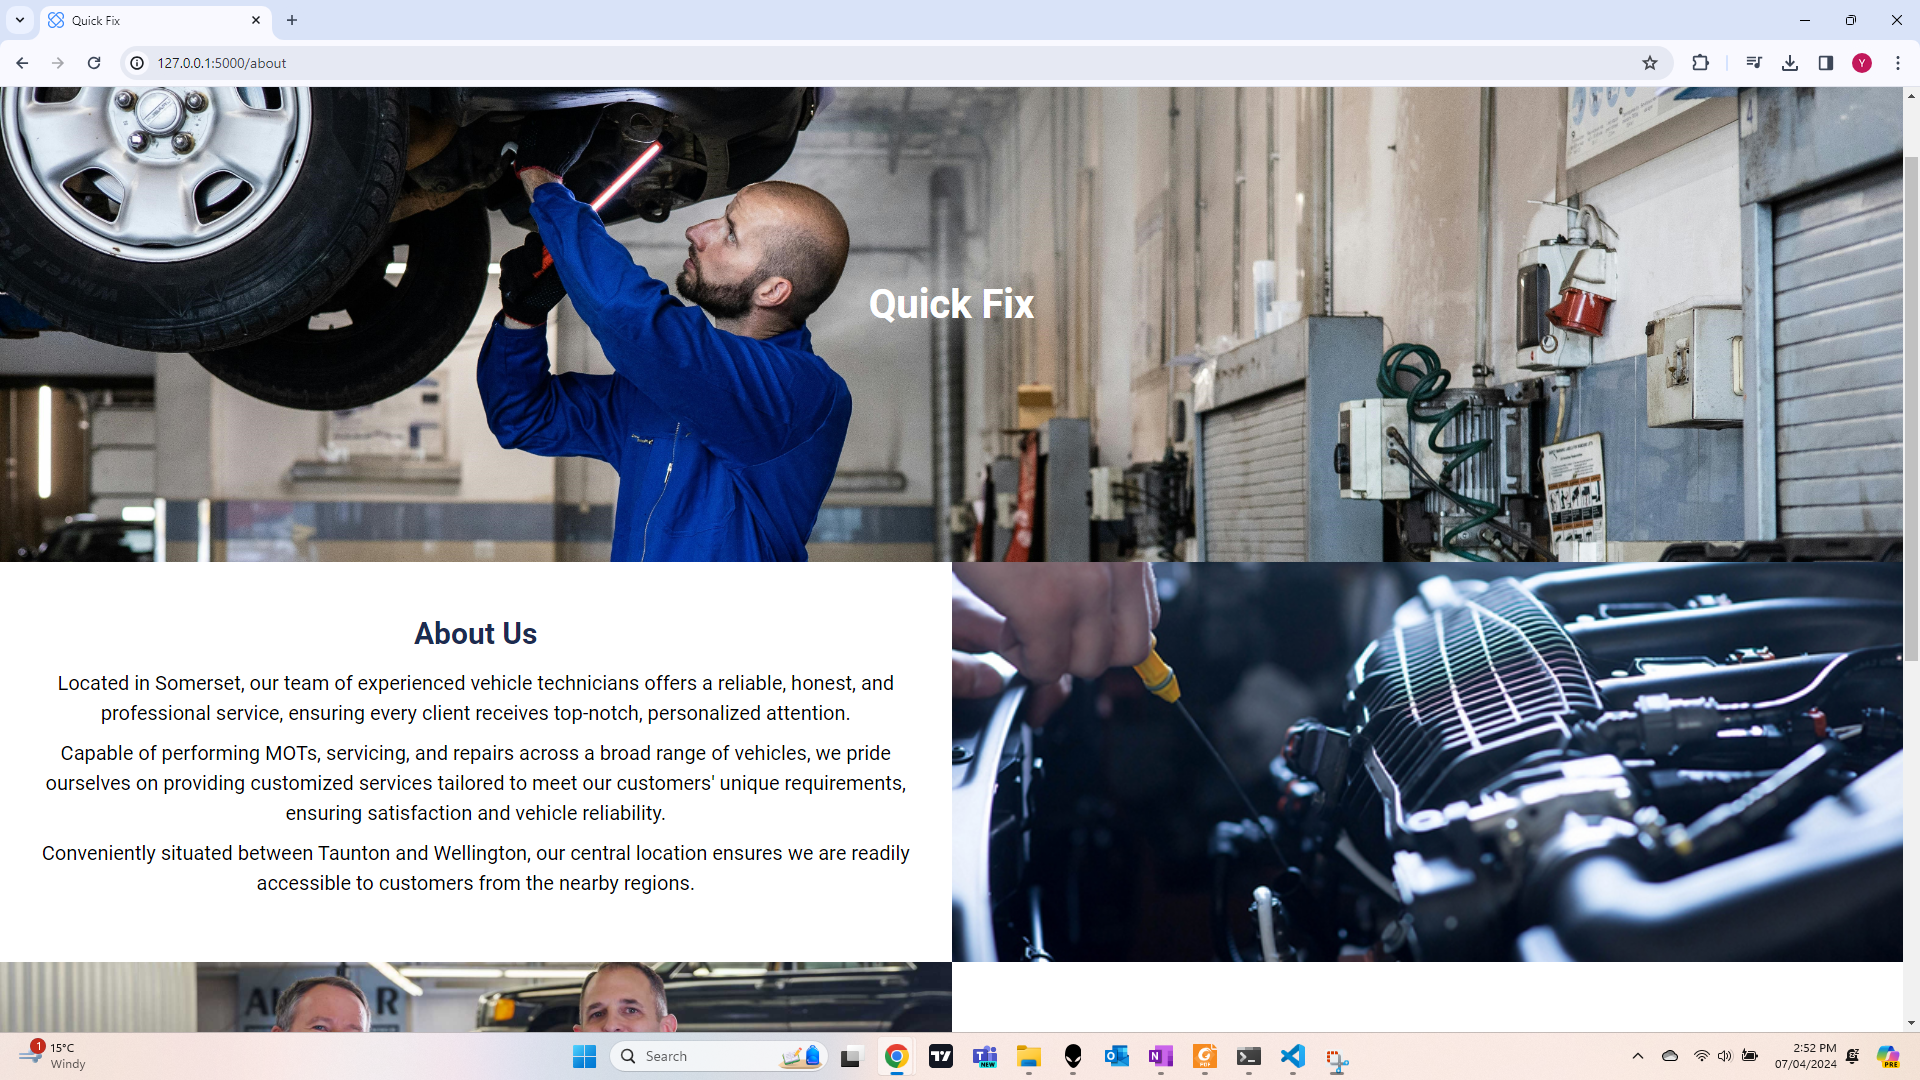 Quick Fix
127.0.0.1:5000/about
4
Quick Fix
About Us
Located in Somerset, our team of experienced vehicle technicians offers a reliable, honest, and
professional service, ensuring every client receives top-notch, personalized attention.
Capable of performing MOTs, servicing, and repairs across a broad range of vehicles, we pride
ourselves on providing customized services tailored to meet our customers' unique requirements,
ensuring satisfaction and vehicle reliability.
Conveniently situated between Taunton and Wellington, our central location ensures we are readily
accessible to customers from the nearby regions.
1
15°C
Windy
Search
NEW
PRE
2:52 PM
07/04/2024